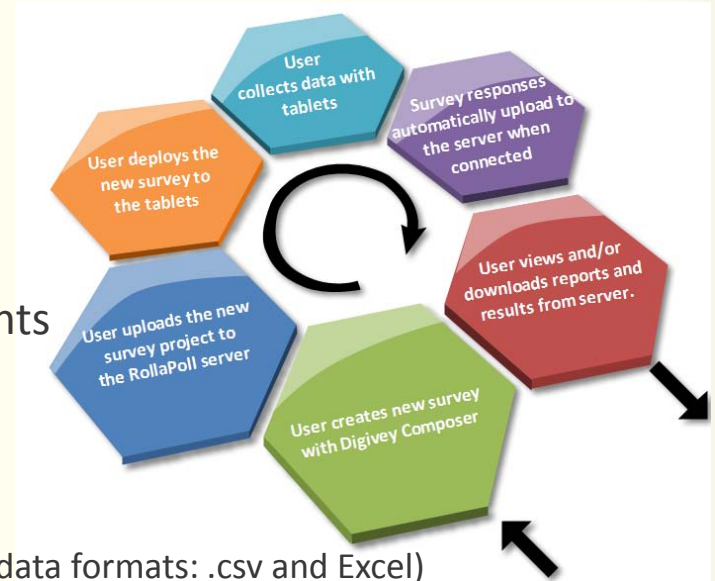 User
collects data with
tablets
Survey responses
automatically upload to
the server when
connected
User deploys the
new survey to
the tablets
User views and/or
downloads reports and
results from server.
User uploads the new
survey project to
the RollaPoll server
User creates new survey
with Digivey Composer
nts
data formats: .csv and Excel)